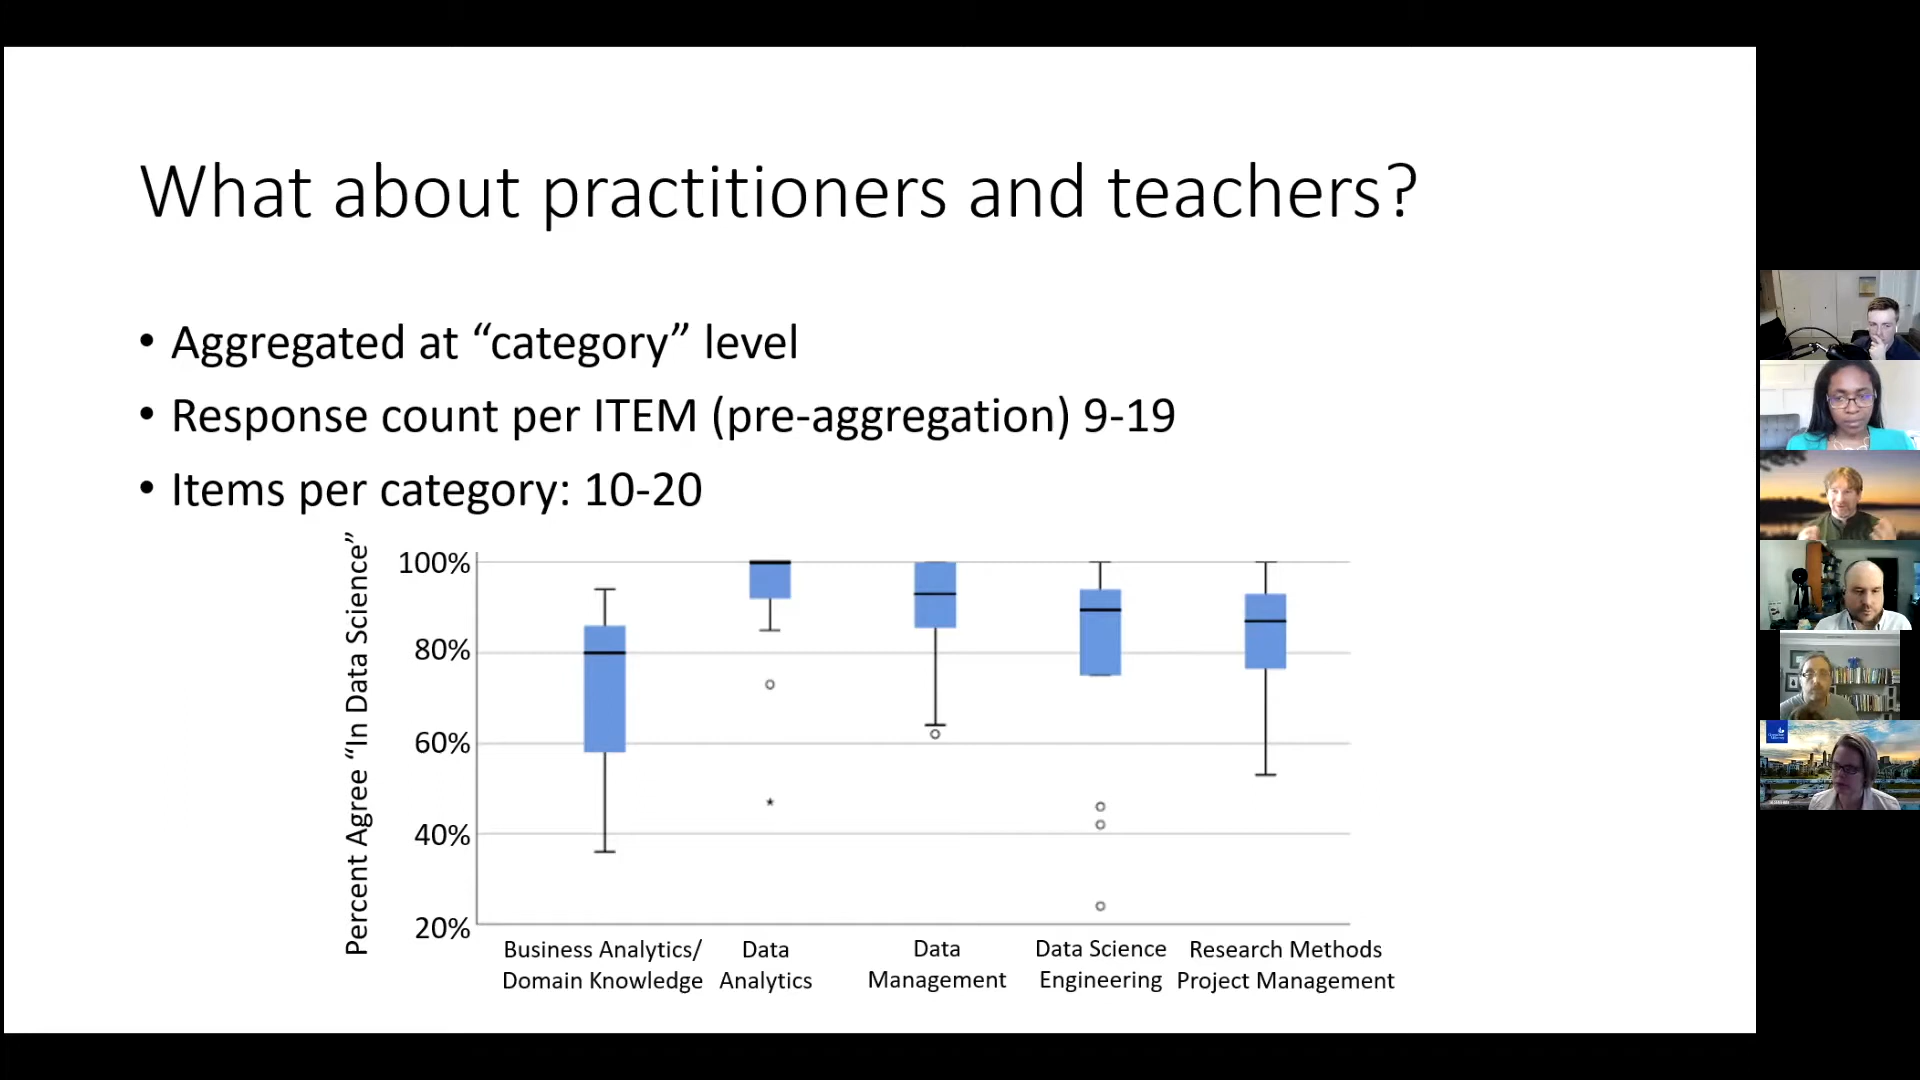 What about practitioners and teachers?
• Aggregated at “category” level
• Response count per ITEM (pre-aggregation) 9-19
• Items per category: 10-20
Percent Agree “In Data Science”
100%
80%
60%
40%
20%
Business Analytics/
Domain Knowledge
Data
Analytics
Data
Management
Data Science
Engineering
Research Methods
Project Management